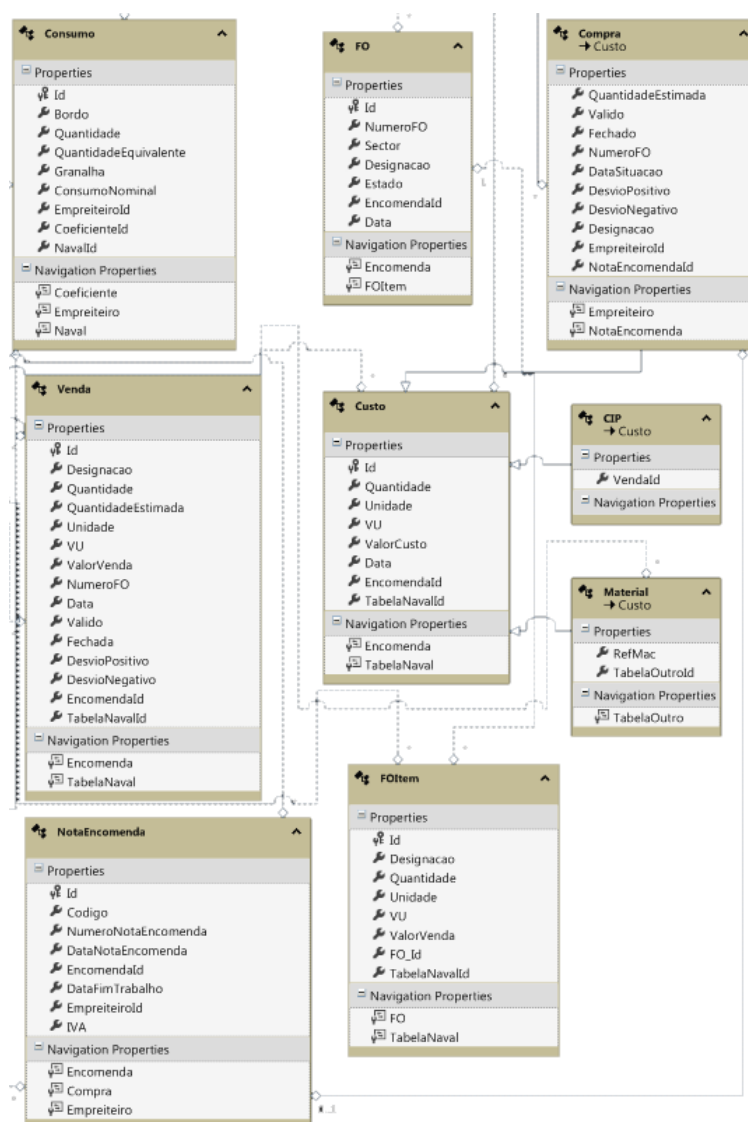 Consumo
Properties
Id
Bordo
Quantidade
QuantidadeEquivalente
Granalha
ConsumoNominal
EmpreiteiroId
CoeficienteId
NavalId
Navigation Properties
Coeficiente
Empreiteiro
Naval
FO
Properties
Id
NumeroFO
Sector
Designacao
Estado
EncomendaId
Data
Navigation Properties
Encomenda
FOItem
Compra
Custo
Properties
QuantidadeEstimada
Valido
Fechado
NumeroFO
DataSituacao
DesvioPositivo
DesvioNegativo
Designacao
EmpreiteiroId
NotaEncomendaId
Navigation Properties
Empreiteiro
NotaEncomenda
Venda
Properties
Id
Designacao
Quantidade
QuantidadeEstimada
Unidade
VU
ValorVenda
NumeroFO
Data
Valido
Fechada
DesvioPositivo
DesvioNegativo
EncomendaId
TabelaNavalId
Navigation Properties
Encomenda
TabelaNaval
Custo
Properties
Id
Quantidade
Unidade
VU
ValorCusto
Data
EncomendaId
TabelaNavalId
Navigation Properties
Encomenda
TabelaNaval
CIP
Custo
Properties
VendaId
Navigation Properties
Material
Custo
Properties
RefMac
TabelaOutroId
Navigation Properties
TabelaOutro
FOItem
Properties
Id
Designacao
Quantidade
Unidade
VU
ValorVenda
FO_Id
TabelaNavalId
Navigation Properties
FO
TabelaNaval
NotaEncomenda
Properties
Id
Codigo
NumeroNotaEncomenda
DataNotaEncomenda
EncomendaId
DataFimTrabalho
EmpreiteiroId
IVA
Navigation Properties
Encomenda
Compra
Empreiteiro